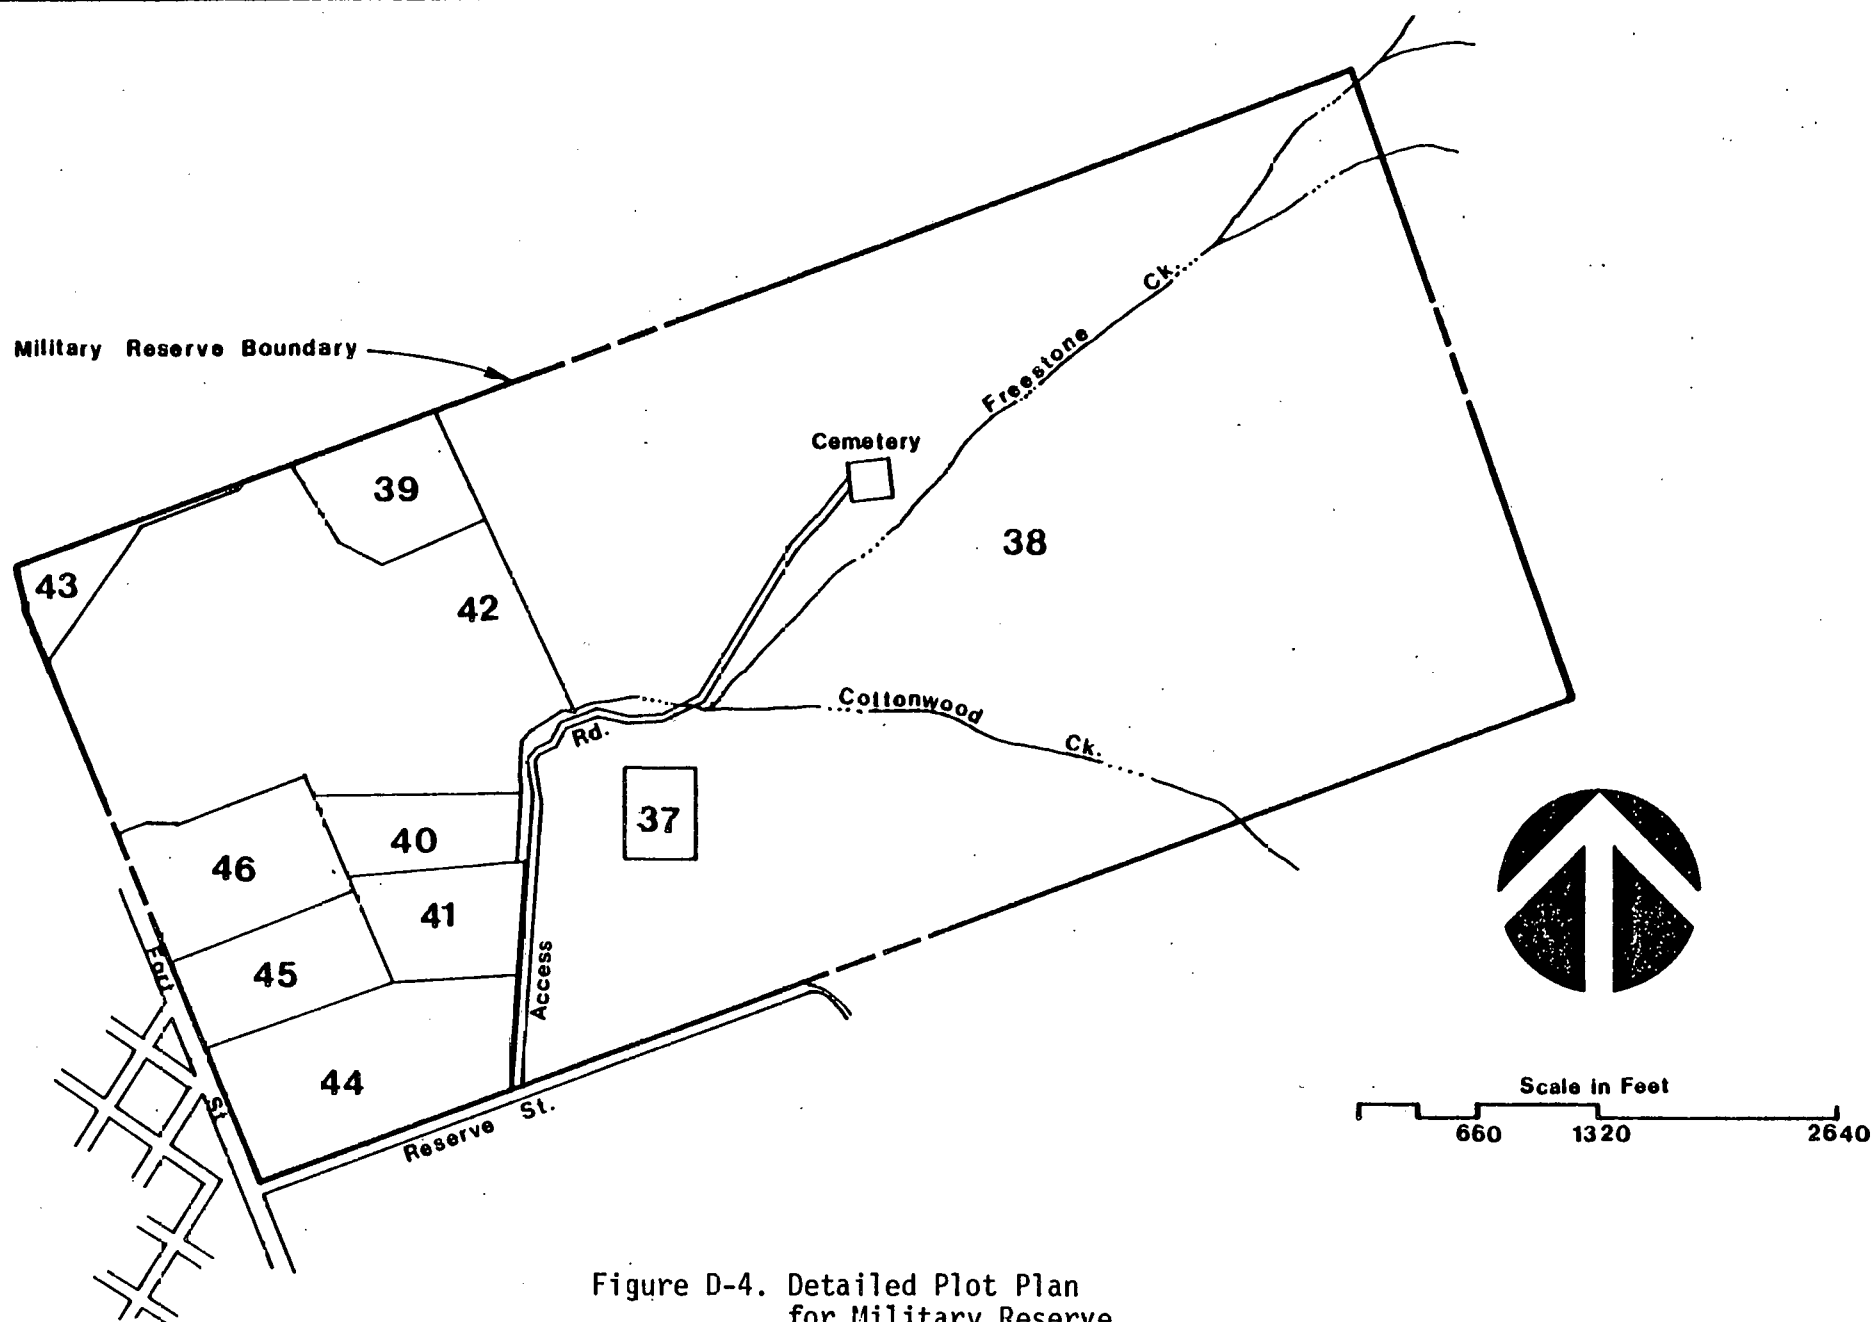 Military Reserve Boundary
Ck.
Freestone
Cemetery
39
38
43
42
Cottonwood
Ck.
Rd.
37
40
46
41
45
Fort
Access
44
St.
Reserve St.
Scale in Feet
660 1320 2640
Figure D-4. Detailed Plot Plan
for Military Reserve